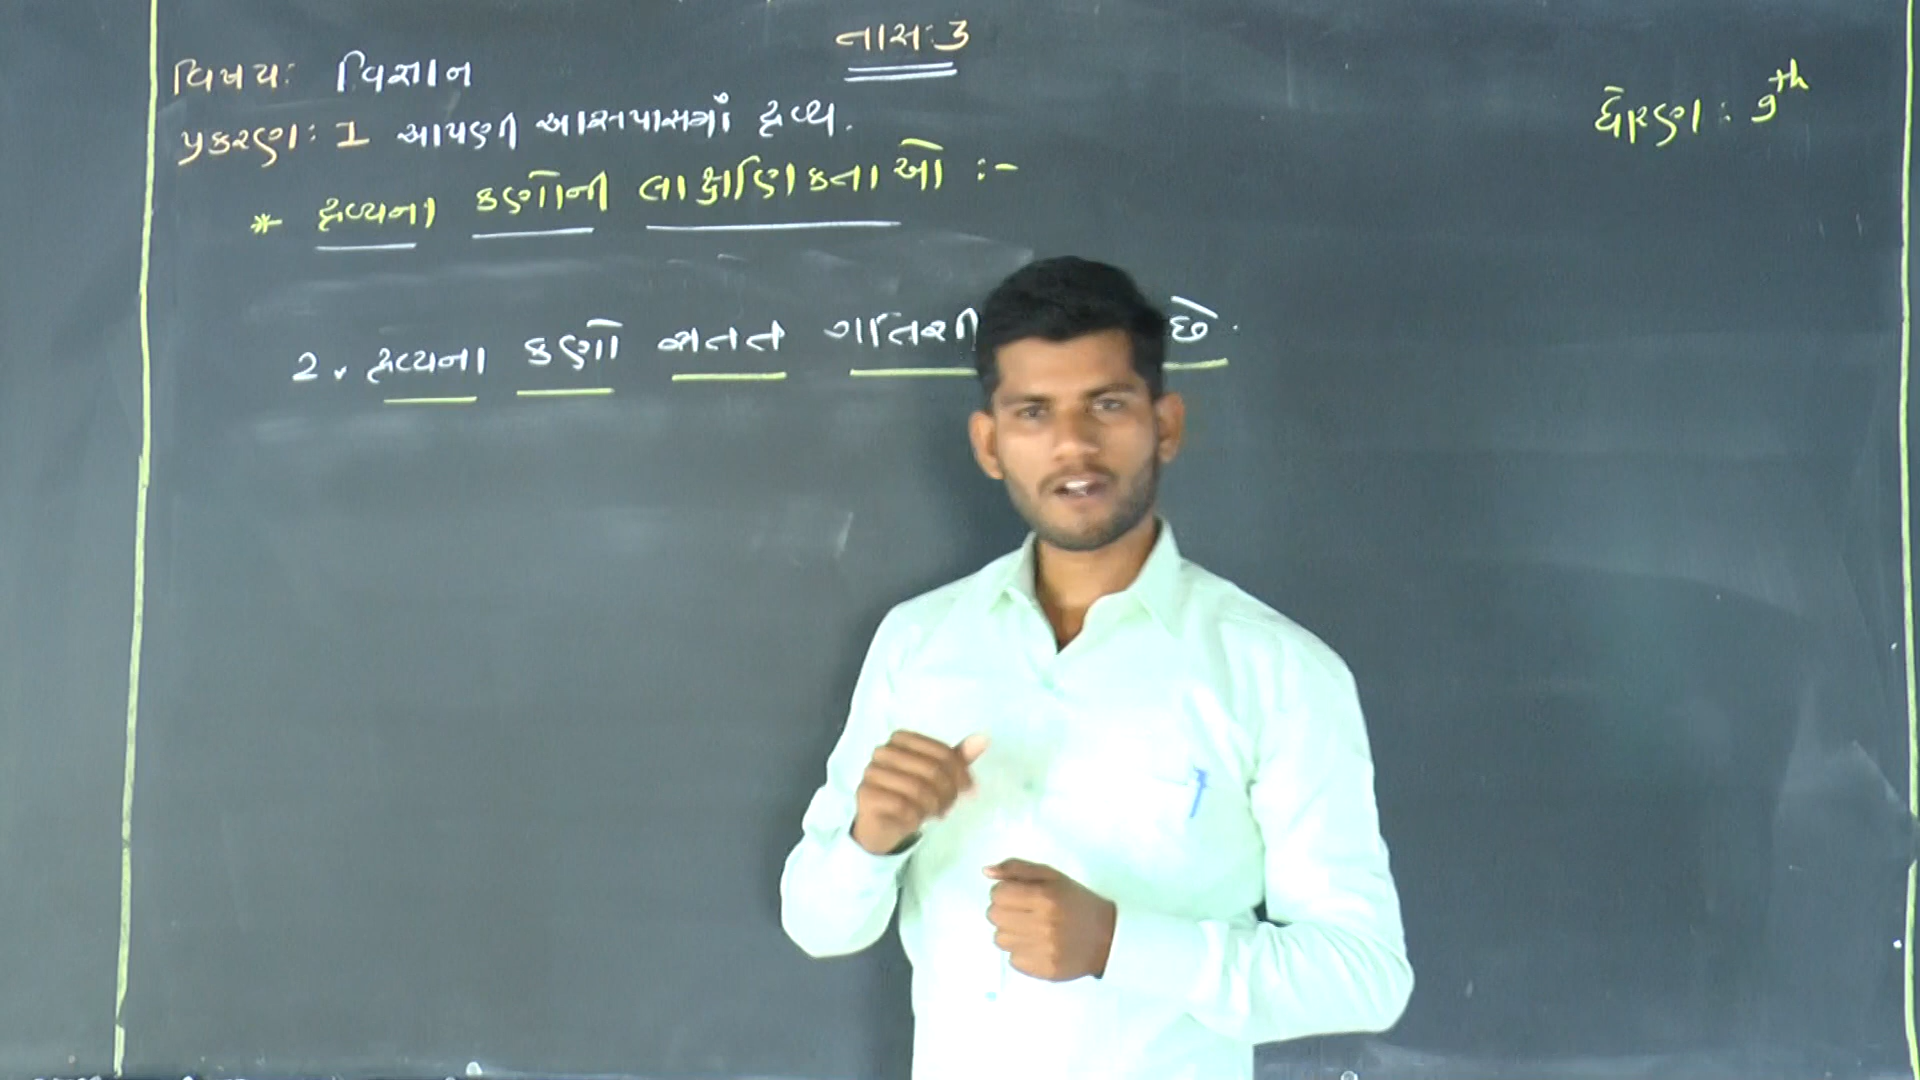 તાસ: 3
વિષય: વિજ્ઞાન
ધોરણ: 9th
પ્રકરણ: 1 આપણી આસપાસમાં દ્રવ્ય.
* દ્રવ્યના કણોની લાક્ષણિકતાઓ :-
2. દ્રવ્યના કણો સતત ગતિશી છે.